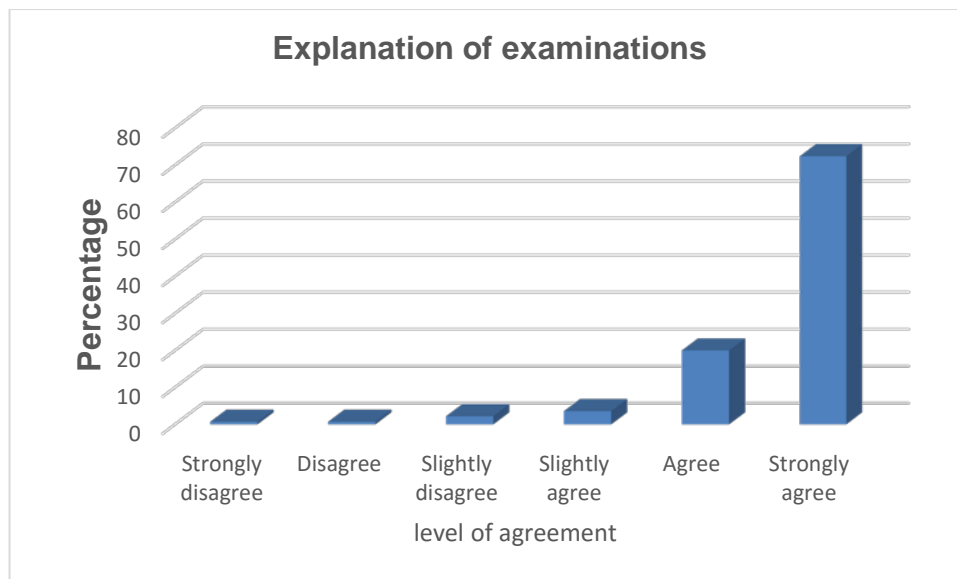 Explanation of examinations
Percentage
80
70
60
50
40
30
20
10
0
Strongly
disagree
Disagree
Slightly
disagree
Slightly
agree
Agree
Strongly
agree
level of agreement